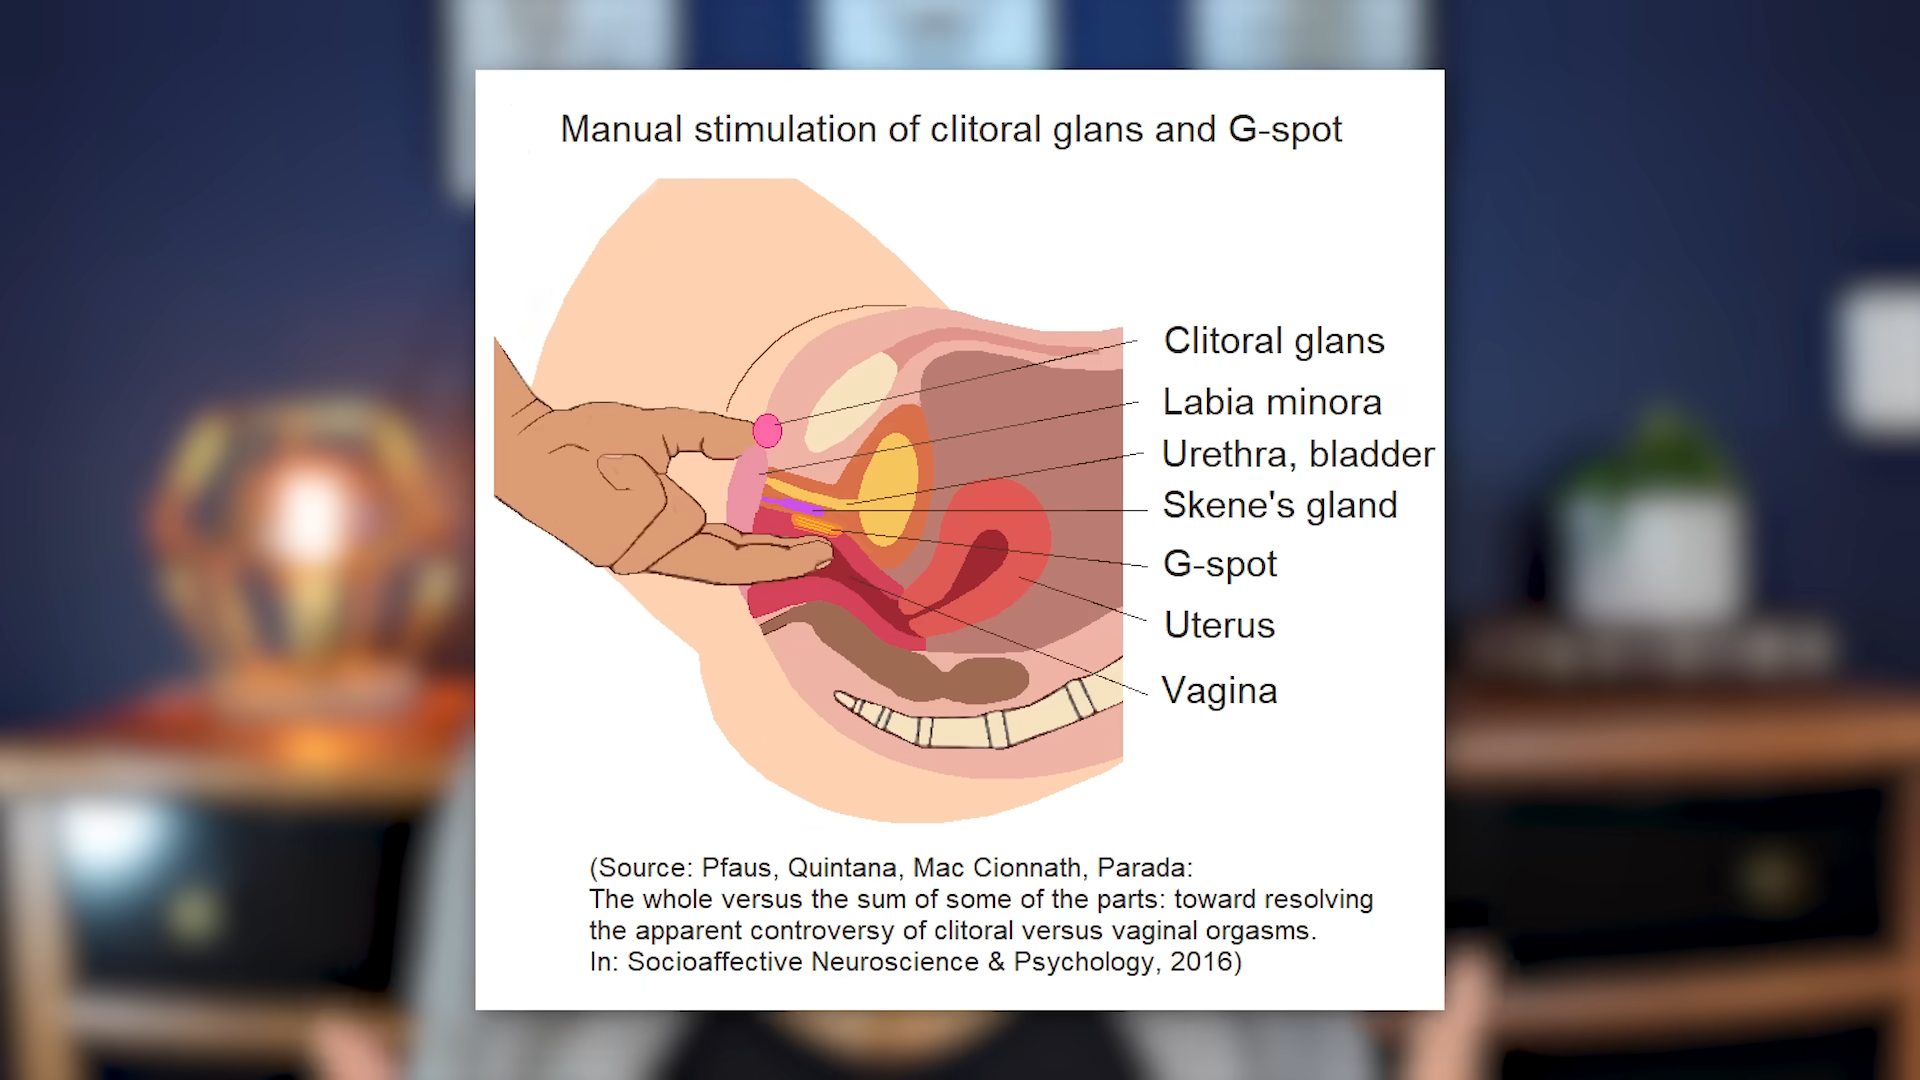 Manual stimulation of clitoral glans and G-spot
Clitoral glans
Labia minora
Urethra, bladder
Skene's gland
G-spot
Uterus
Vagina
(Source: Pfaus, Quintana, Mac Cionnath, Parada:
The whole versus the sum of some of the parts: toward resolving
the apparent controversy of clitoral versus vaginal orgasms.
In: Socioaffective Neuroscience & Psychology, 2016)